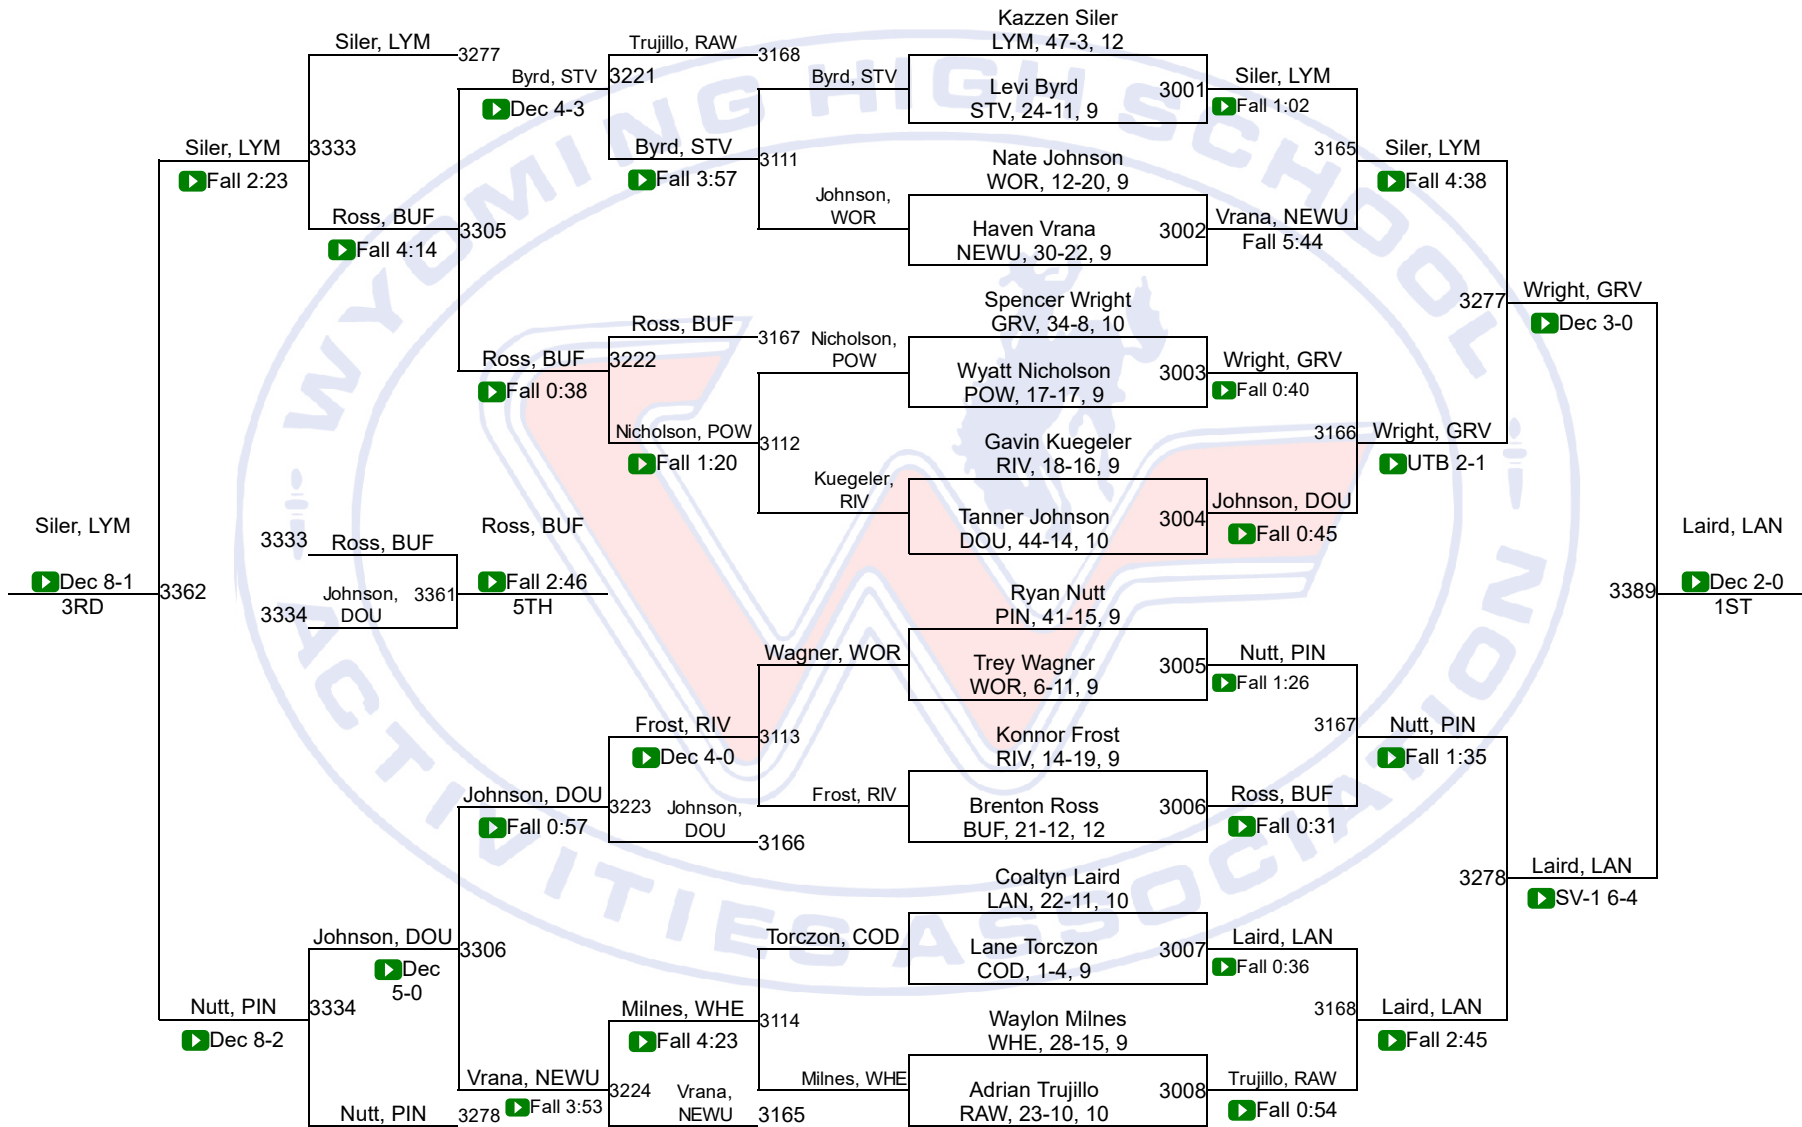 Kazzen Siler
LYM, 47-3, 12
Levi Byrd
STV, 24-11, 9
3001
Siler, LYM
Fall 1:02
Nate Johnson
WOR, 12-20, 9
Haven Vrana
NEWU, 30-22, 9
3002
Vrana, NEWU
Fall 5:44
3165
Siler, LYM
Fall 4:38
Spencer Wright
GRV, 34-8, 10
Wyatt Nicholson
POW, 17-17, 9
3003
Wright, GRV
Fall 0:40
Gavin Kuegeler
RIV, 18-16, 9
Tanner Johnson
DOU, 44-14, 10
3004
Johnson, DOU
Fall 0:45
3166
Wright, GRV
UTB 2-1
3277
Wright, GRV
Dec 3-0
Ryan Nutt
PIN, 41-15, 9
Trey Wagner
WOR, 6-11, 9
3005
Nutt, PIN
Fall 1:26
Konnor Frost
RIV, 14-19, 9
Brenton Ross
BUF, 21-12, 12
3006
Ross, BUF
Fall 0:31
3167
Nutt, PIN
Fall 1:35
Coaltyn Laird
LAN, 22-11, 10
Lane Torczon
COD, 1-4, 9
3007
Laird, LAN
Fall 0:36
Waylon Milnes
WHE, 28-15, 9
Adrian Trujillo
RAW, 23-10, 10
3008
Trujillo, RAW
Fall 0:54
3168
Laird, LAN
Fall 2:45
3278
Laird, LAN
SV-1 6-4
3389
Laird, LAN
Dec 2-0
1ST
Byrd, STV
Johnson,
WOR
3111
Byrd, STV
Fall 3:57
Trujillo, RAW
3168
3221
Byrd, STV
Dec 4-3
Nicholson,
POW
Kuegeler,
RIV
3112
Nicholson, POW
Fall 1:20
Ross, BUF
3167
3222
Ross, BUF
Fall 0:38
3305
Ross, BUF
Fall 4:14
Siler, LYM
3277
3333
Siler, LYM
Fall 2:23
Wagner, WOR
Frost, RIV
3113
Frost, RIV
Dec 4-0
Johnson,
DOU
3166
3223
Johnson, DOU
Fall 0:57
Torczon, COD
Milnes, WHE
3114
Milnes, WHE
Fall 4:23
Vrana,
NEWU
3165
3224
Vrana, NEWU
Fall 3:53
3306
Johnson, DOU
Dec
5-0
Nutt, PIN
3278
3334
Nutt, PIN
Dec 8-2
3362
Siler, LYM
Dec 8-1
3RD
3333
Ross, BUF
3334
Johnson,
DOU
3361
Ross, BUF
Fall 2:46
5TH
WYOMING HIGH SCHOOL
ACTIVITIES ASSOCIATION